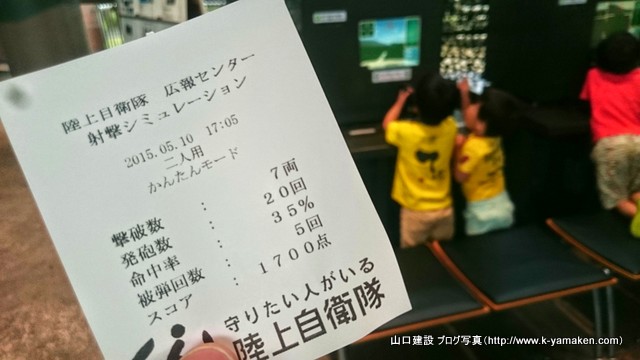 陸上自衛隊 広報センター
射撃シミュレーション
2015.05.10 17:05
二人用
かんたんモード
撃破数 : 7両
発砲数 : 20回
命中率 : 35%
被弾回数 : 5回
スコア : 1700点
守りたい人がいる
陸上自衛隊
山口建設 ブログ写真(http://www.k-yamaken.com)